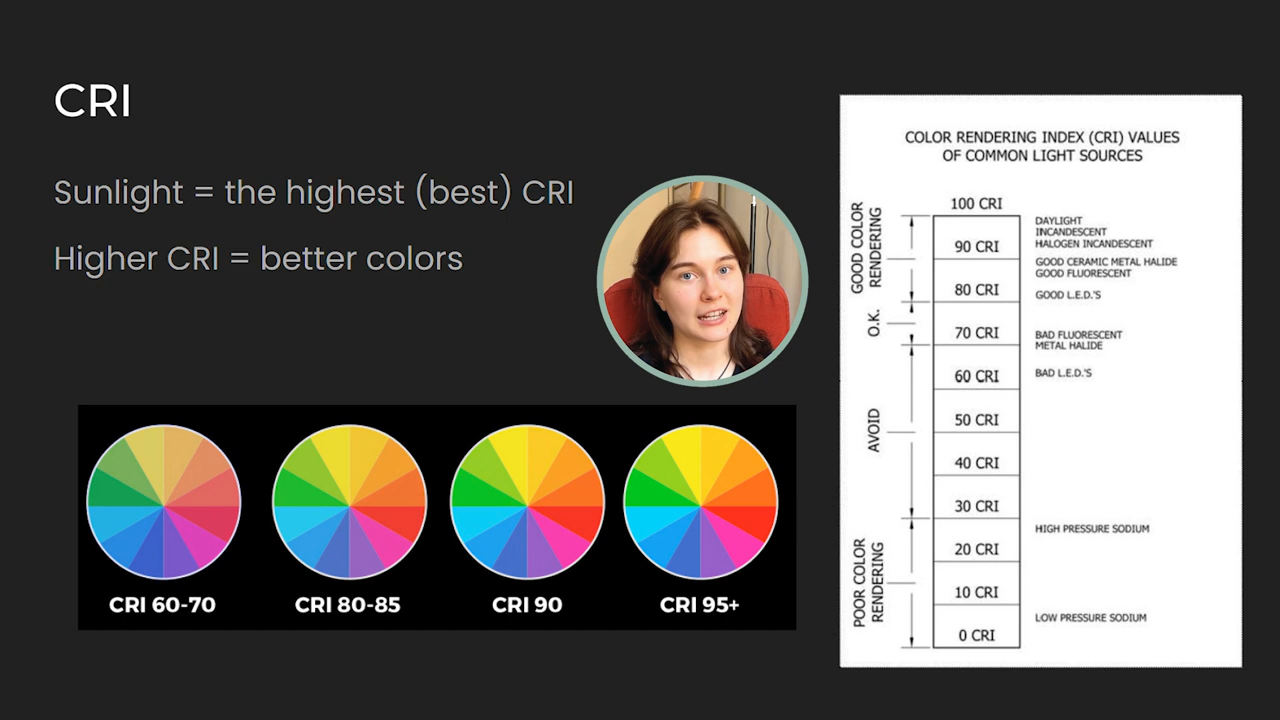 CRI
Sunlight = the highest (best) CRI
Higher CRI = better colors
CRI 60-70
CRI 80-85
CRI 90
CRI 95+
COLOR RENDERING INDEX (CRI) VALUES
OF COMMON LIGHT SOURCES
GOOD COLOR
RENDERING
O.K.
AVOID
POOR COLOR
RENDERING
100 CRI
90 CRI
80 CRI
70 CRI
60 CRI
50 CRI
40 CRI
30 CRI
20 CRI
10 CRI
0 CRI
DAYLIGHT
INCANDESCENT
HALOGEN INCANDESCENT
GOOD CERAMIC METAL HALIDE
GOOD FLUORESCENT
GOOD L.E.D.'S
BAD FLUORESCENT
METAL HALIDE
BAD L.E.D.'S
HIGH PRESSURE SODIUM
LOW PRESSURE SODIUM